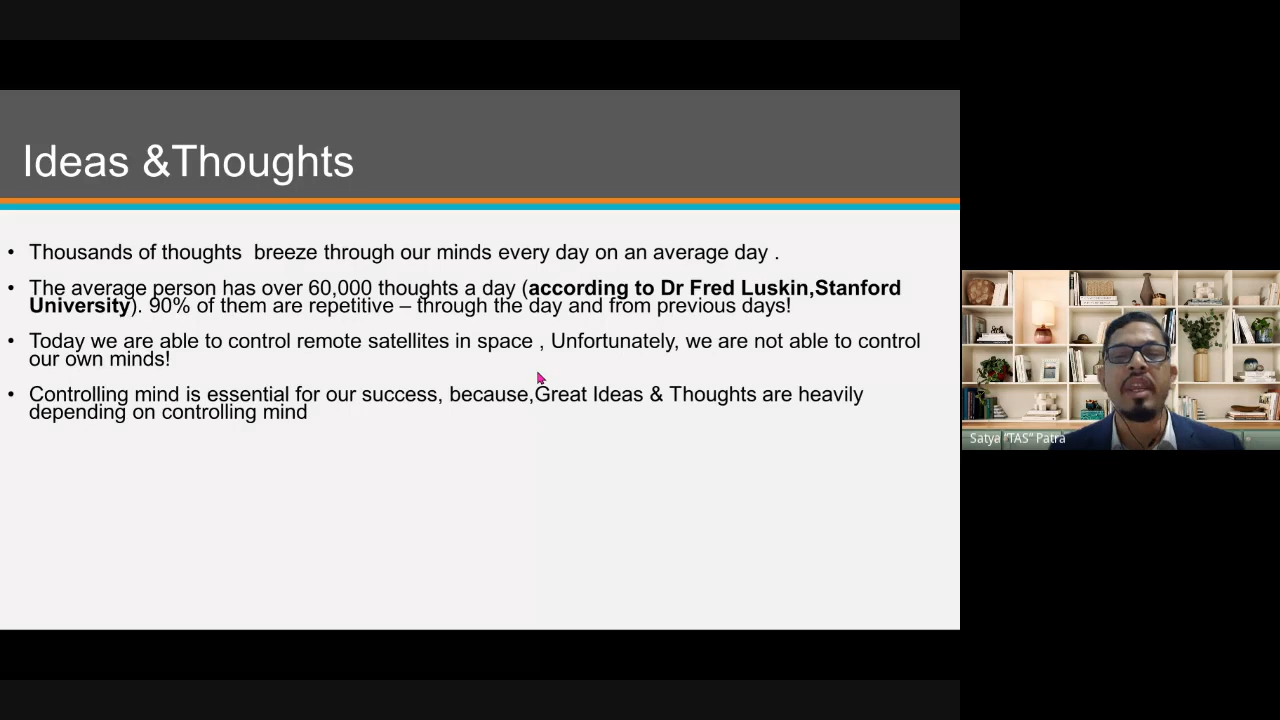 Ideas &Thoughts
• Thousands of thoughts  breeze through our minds every day on an average day .
• The average person has over 60,000 thoughts a day (according to Dr Fred Luskin,Stanford
University). 90% of them are repetitive – through the day and from previous days!
• Today we are able to control remote satellites in space , Unfortunately, we are not able to control
our own minds!
• Controlling mind is essential for our success, because,Great Ideas & Thoughts are heavily
depending on controlling mind
Satya "TAS" Patra